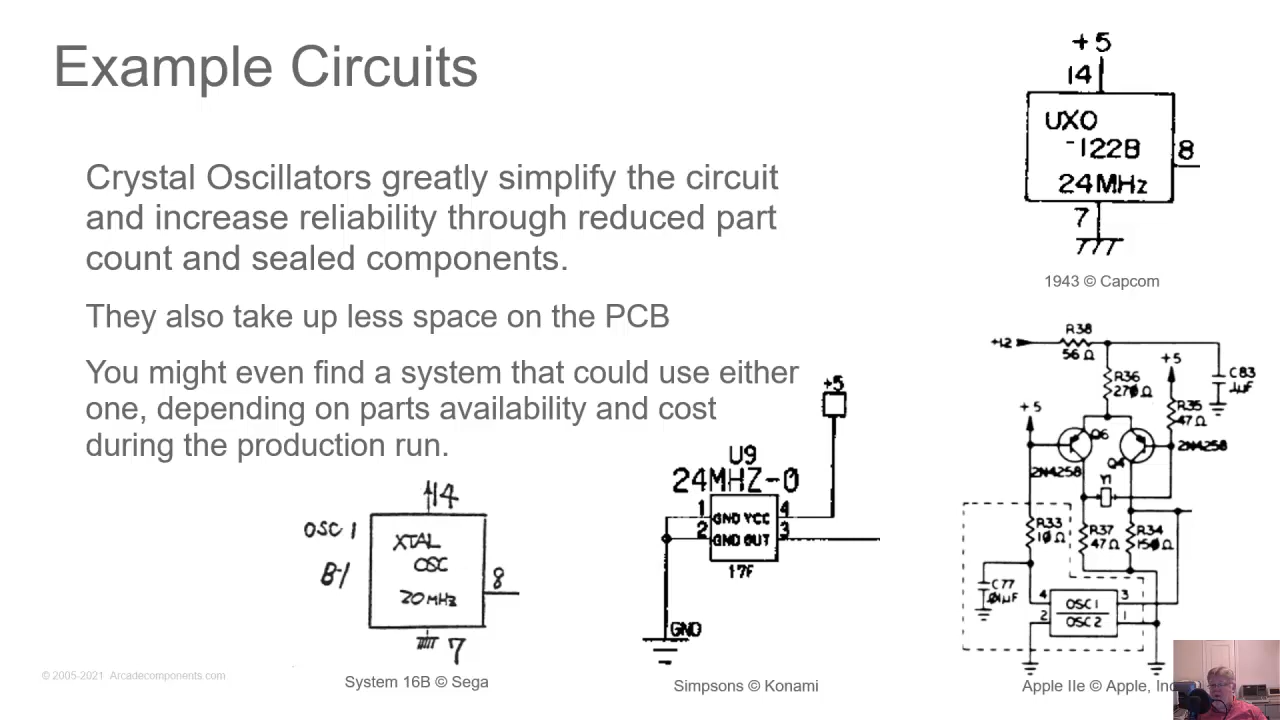 Example Circuits
Crystal Oscillators greatly simplify the circuit
and increase reliability through reduced part
count and sealed components.
They also take up less space on the PCB
You might even find a system that could use either
one, depending on parts availability and cost
during the production run.
+5
14
UXO
-122B
24MHz
8
7
1943 © Capcom
14
OSC 1
XTAL
OSC
20MHz
8
7
System 16B © Sega
+5
U9
24MHZ-0
1 GND VCC 4
2 GND OUT 3
17F
GND
Simpsons © Konami
+12
R38
56 Ω
C83
.1μF
R36
270Ω
+5
R35
47Ω
+5
Q6
Q4
2N4258
2N4258
Y1
R33
10Ω
R37
47Ω
R34
150Ω
C77
.01μF
4 OSC1 3
2 OSC2 1
Apple IIe © Apple, Inc
© 2005-2021 Arcadecomponents.com